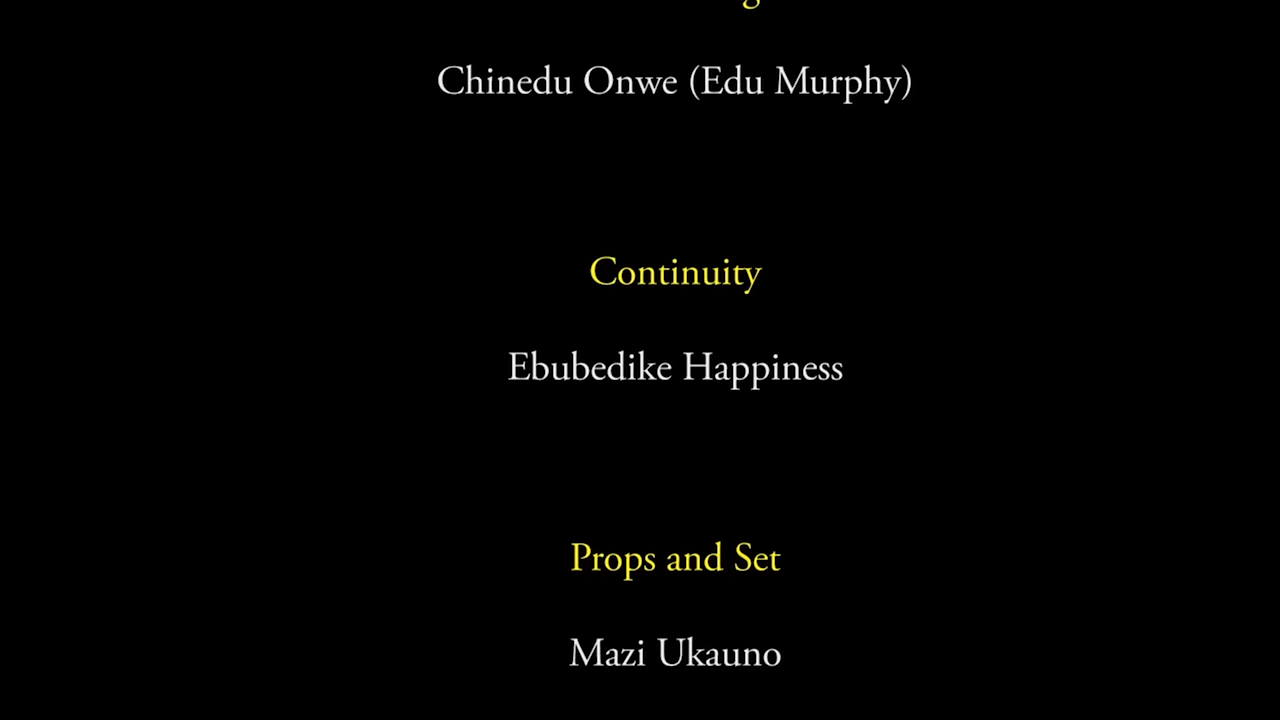 Chinedu Onwe (Edu Murphy)
Continuity
Ebubedike Happiness
Props and Set
Mazi Ukauno